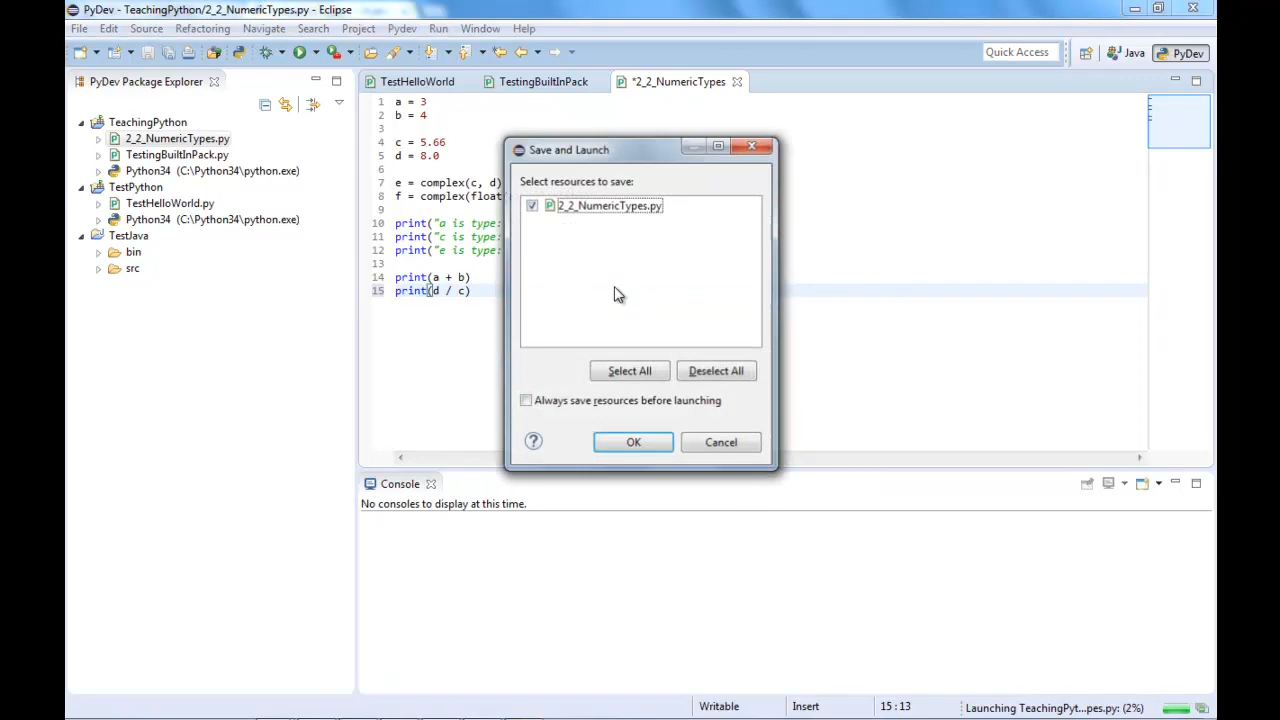 PyDev - TeachingPython/2_2_NumericTypes.py - Eclipse
File Edit Source Refactoring Navigate Search Project Pydev Run Window Help
Quick Access Java PyDev
PyDev Package Explorer
TeachingPython
2_2_NumericTypes.py
TestingBuiltInPack.py
Python34 (C:\Python34\python.exe)
TestPython
TestHelloWorld.py
Python34 (C:\Python34\python.exe)
TestJava
bin
src
TestHelloWorld TestingBuiltInPack *2_2_NumericTypes
1 a = 3
2 b = 4
3
4 c = 5.66
5 d = 8.0
6
7 e = complex(c, d)
8 f = complex(float(
9
10 print("a is type:
11 print("c is type:
12 print("e is type:
13
14 print(a + b)
15 print(d / c)
Save and Launch
Select resources to save:
2_2_NumericTypes.py
Select All Deselect All
Always save resources before launching
OK Cancel
Console
No consoles to display at this time.
Writable Insert 15 : 13 Launching TeachingPyt...pes.py: (2%)